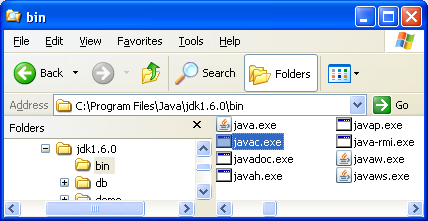 bin
File Edit View Favorites Tools Help
Back Search Folders
Address C:\Program Files\Java\jdk1.6.0\bin Go
Folders
jdk1.6.0
bin
db
demo
java.exe javap.exe
javac.exe java-rmi.exe
javadoc.exe javaw.exe
javah.exe javaws.exe